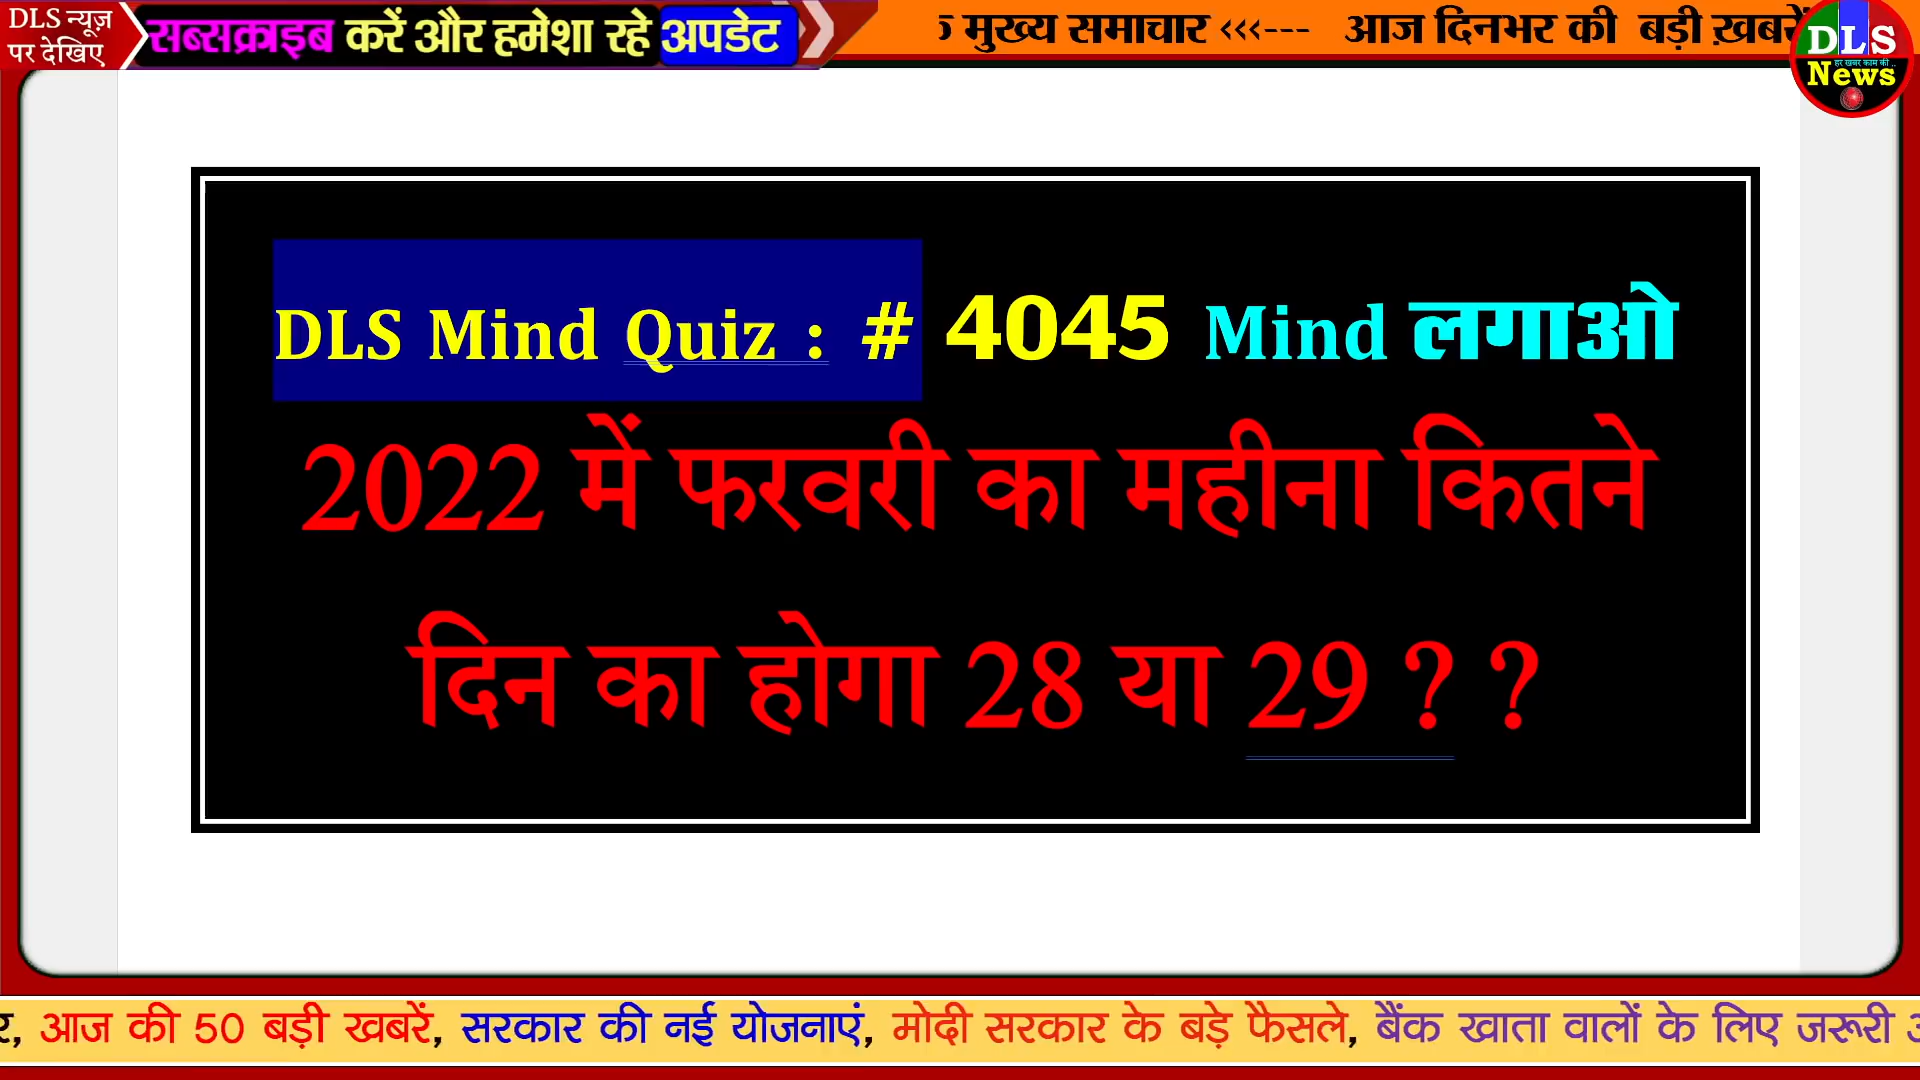 DLS न्यूज़
पर देखिए
सब्सक्राइब करें और हमेशा रहे अपडेट
मुख्य समाचार <<<--- आज दिनभर की बड़ी ख़बरें
DLS
हर खबर काम की ..
News
DLS Mind Quiz : # 4045 Mind लगाओ
2022 में फरवरी का महीना कितने
दिन का होगा 28 या 29 ? ?
आज की 50 बड़ी खबरें, सरकार की नई योजनाएं, मोदी सरकार के बड़े फैसले, बैंक खाता वालों के लिए जरूरी